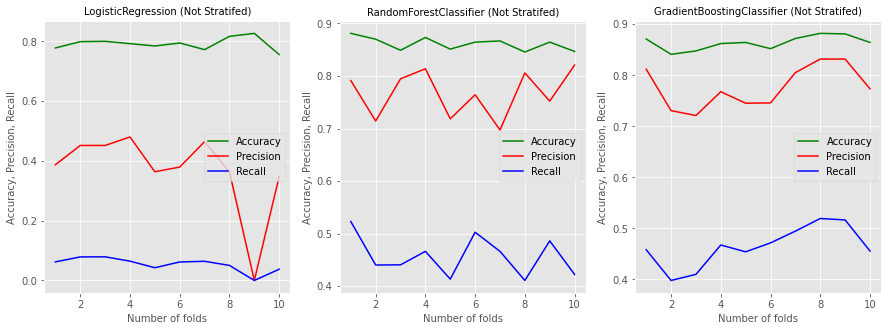 LogisticRegression (Not Stratifed)
Accuracy, Precision, Recall
0.8
0.6
0.4
0.2
0.0
Accuracy
Precision
Recall
2
4
6
8
10
Number of folds
RandomForestClassifier (Not Stratifed)
Accuracy, Precision, Recall
0.9
0.8
0.7
0.6
0.5
0.4
Accuracy
Precision
Recall
2
4
6
8
10
Number of folds
GradientBoostingClassifier (Not Stratifed)
Accuracy, Precision, Recall
0.9
0.8
0.7
0.6
0.5
0.4
Accuracy
Precision
Recall
2
4
6
8
10
Number of folds